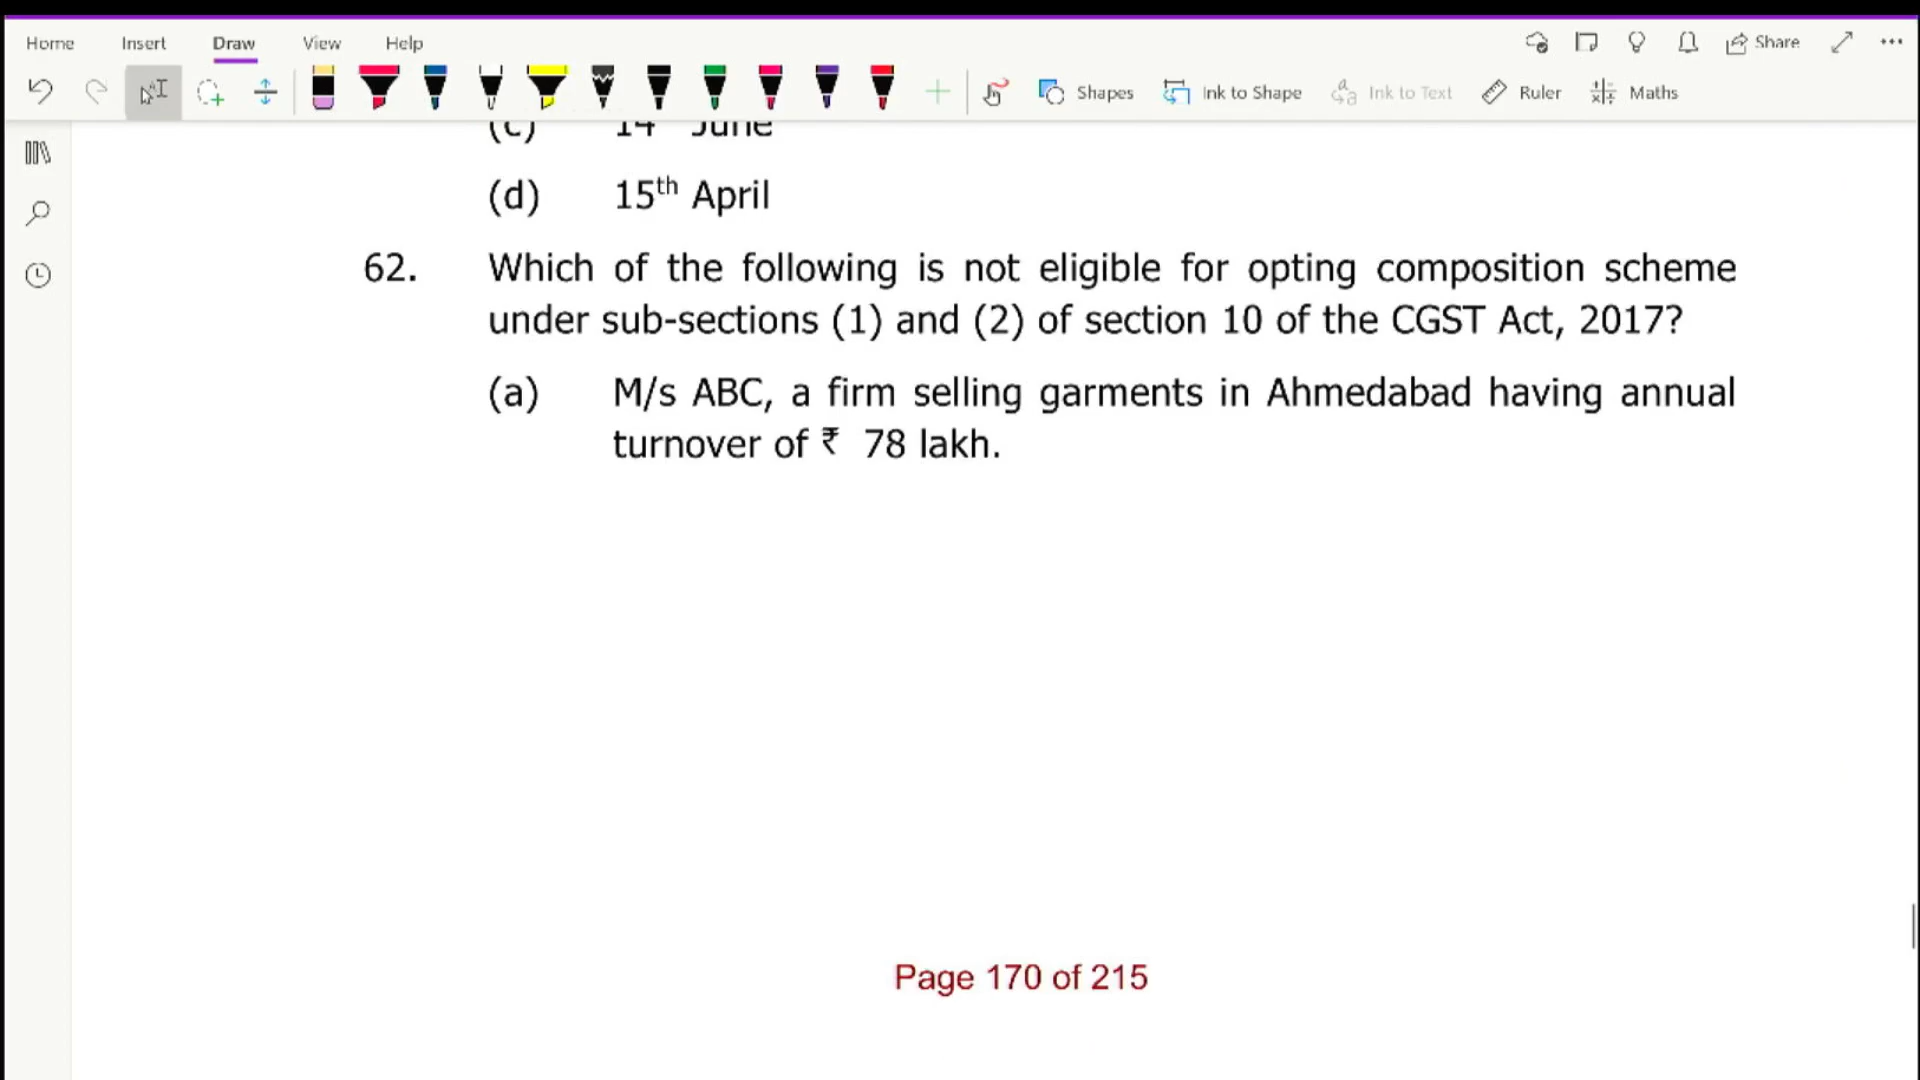 Home Insert Draw View Help
Share
Shapes Ink to Shape Ink to Text Ruler Maths
(c) 14 June
(d) 15th April
62. Which of the following is not eligible for opting composition scheme
under sub-sections (1) and (2) of section 10 of the CGST Act, 2017?
(a) M/s ABC, a firm selling garments in Ahmedabad having annual
turnover of ₹ 78 lakh.
Page 170 of 215